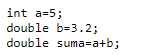 int a=5;
double b=3.2;
double suma=a+b;